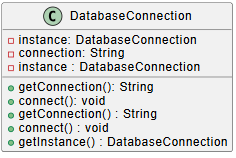 C DatabaseConnection
instance: DatabaseConnection
connection: String
instance : DatabaseConnection
getConnection(): String
connect(): void
getConnection() : String
connect() : void
getInstance() : DatabaseConnection